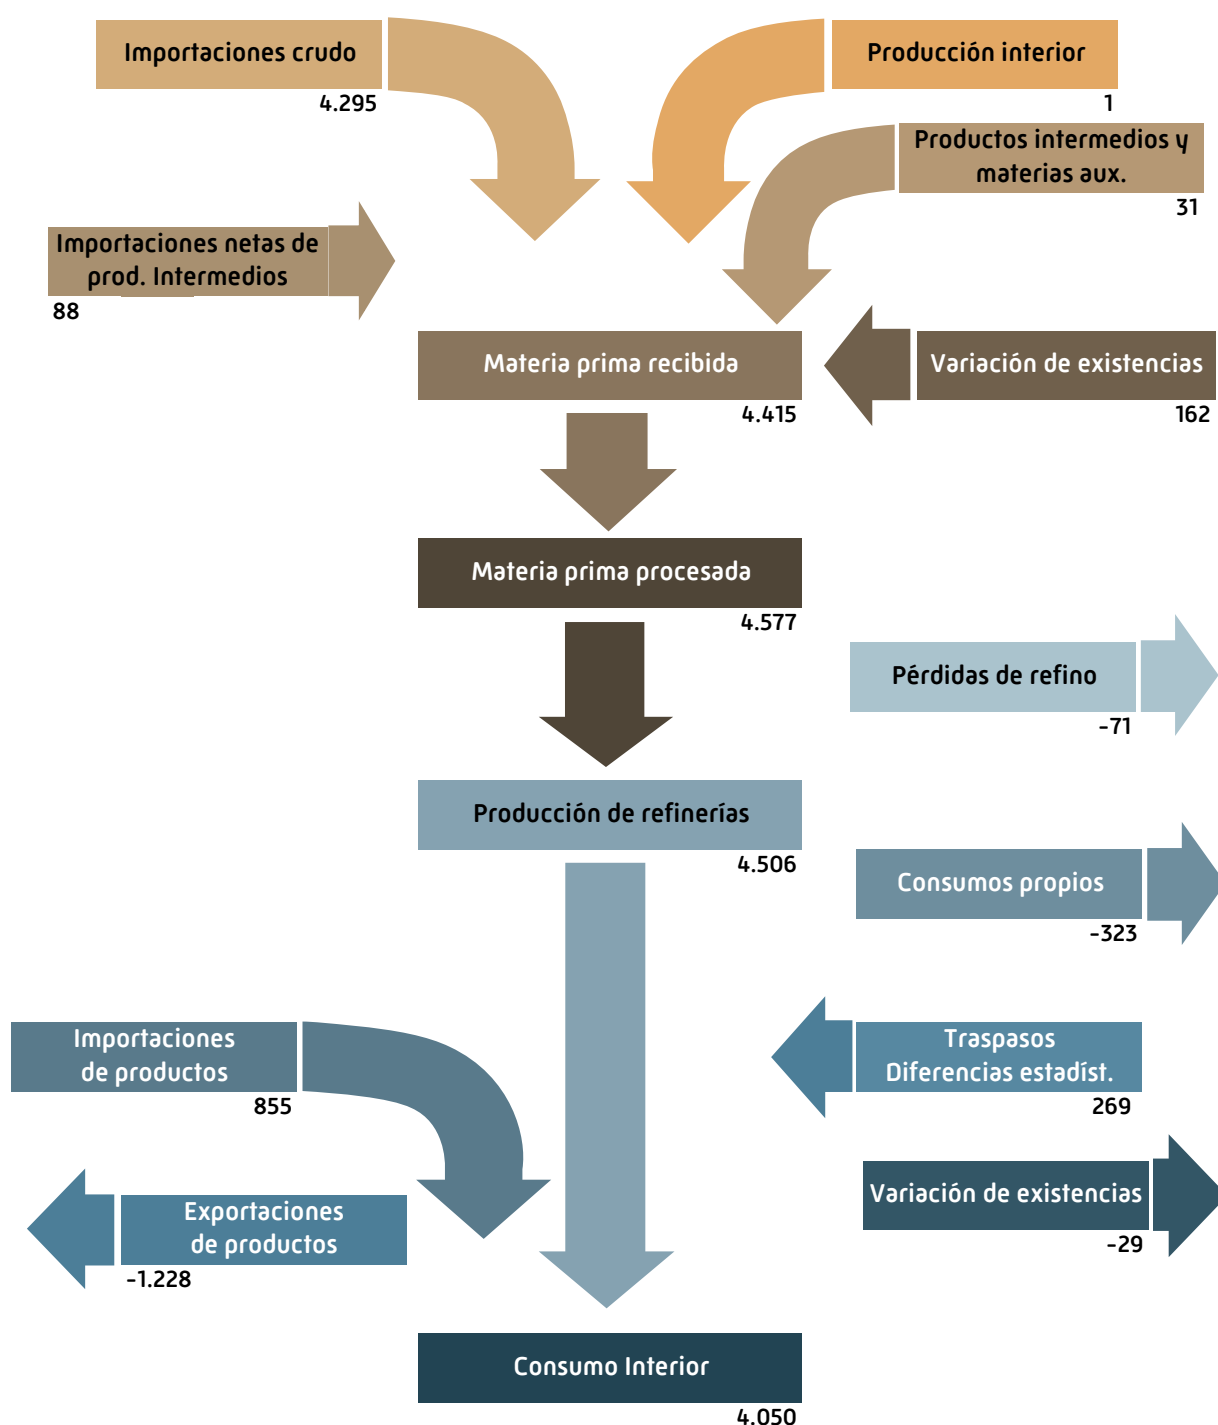 Importaciones crudo
4.295
Producción interior
1
Productos intermedios y
materias aux.
31
Importaciones netas de
prod. Intermedios
88
Materia prima recibida
4.415
Variación de existencias
162
Materia prima procesada
4.577
Pérdidas de refino
-71
Producción de refinerías
4.506
Consumos propios
-323
Importaciones
de productos
855
Traspasos
Diferencias estadíst.
269
Variación de existencias
-29
Exportaciones
de productos
-1.228
Consumo Interior
4.050